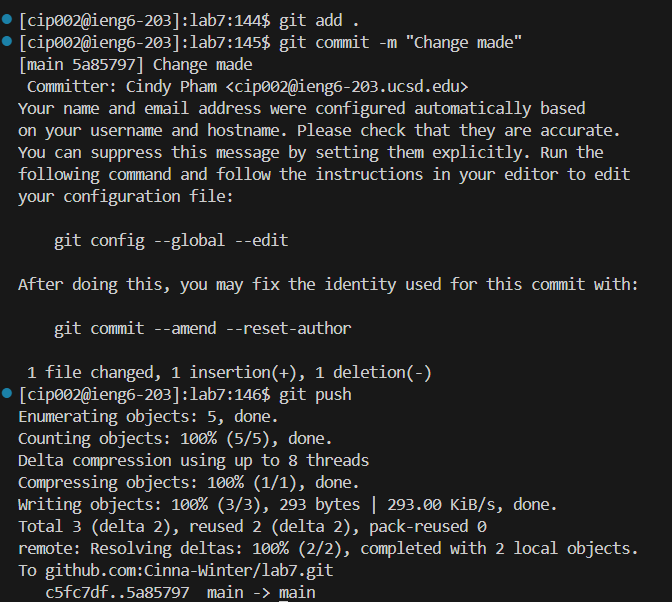 [cip002@ieng6-203]:lab7:144$ git add .
[cip002@ieng6-203]:lab7:145$ git commit -m "Change made"
[main 5a85797] Change made
 Committer: Cindy Pham <cip002@ieng6-203.ucsd.edu>
Your name and email address were configured automatically based
on your username and hostname. Please check that they are accurate.
You can suppress this message by setting them explicitly. Run the
following command and follow the instructions in your editor to edit
your configuration file:

    git config --global --edit

After doing this, you may fix the identity used for this commit with:

    git commit --amend --reset-author

 1 file changed, 1 insertion(+), 1 deletion(-)
[cip002@ieng6-203]:lab7:146$ git push
Enumerating objects: 5, done.
Counting objects: 100% (5/5), done.
Delta compression using up to 8 threads
Compressing objects: 100% (1/1), done.
Writing objects: 100% (3/3), 293 bytes | 293.00 KiB/s, done.
Total 3 (delta 2), reused 2 (delta 2), pack-reused 0
remote: Resolving deltas: 100% (2/2), completed with 2 local objects.
To github.com:Cinna-Winter/lab7.git
   c5fc7df..5a85797  main -> main